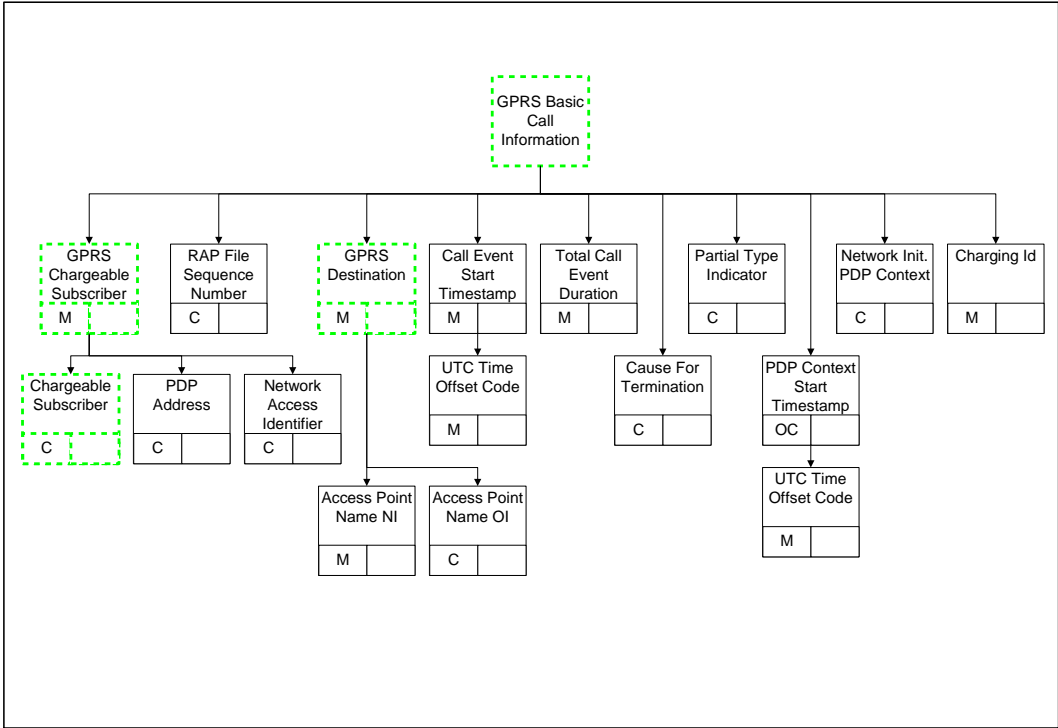 GPRS Basic
Call
Information
GPRS
Chargeable
Subscriber
M
RAP File
Sequence
Number
C
GPRS
Destination
M
Call Event
Start
Timestamp
M
Total Call
Event
Duration
M
Partial Type
Indicator
C
Network Init.
PDP Context
C
Charging Id
M
Chargeable
Subscriber
C
PDP
Address
C
Network
Access
Identifier
C
UTC Time
Offset Code
M
Cause For
Termination
C
PDP Context
Start
Timestamp
OC
Access Point
Name NI
M
Access Point
Name OI
C
UTC Time
Offset Code
M